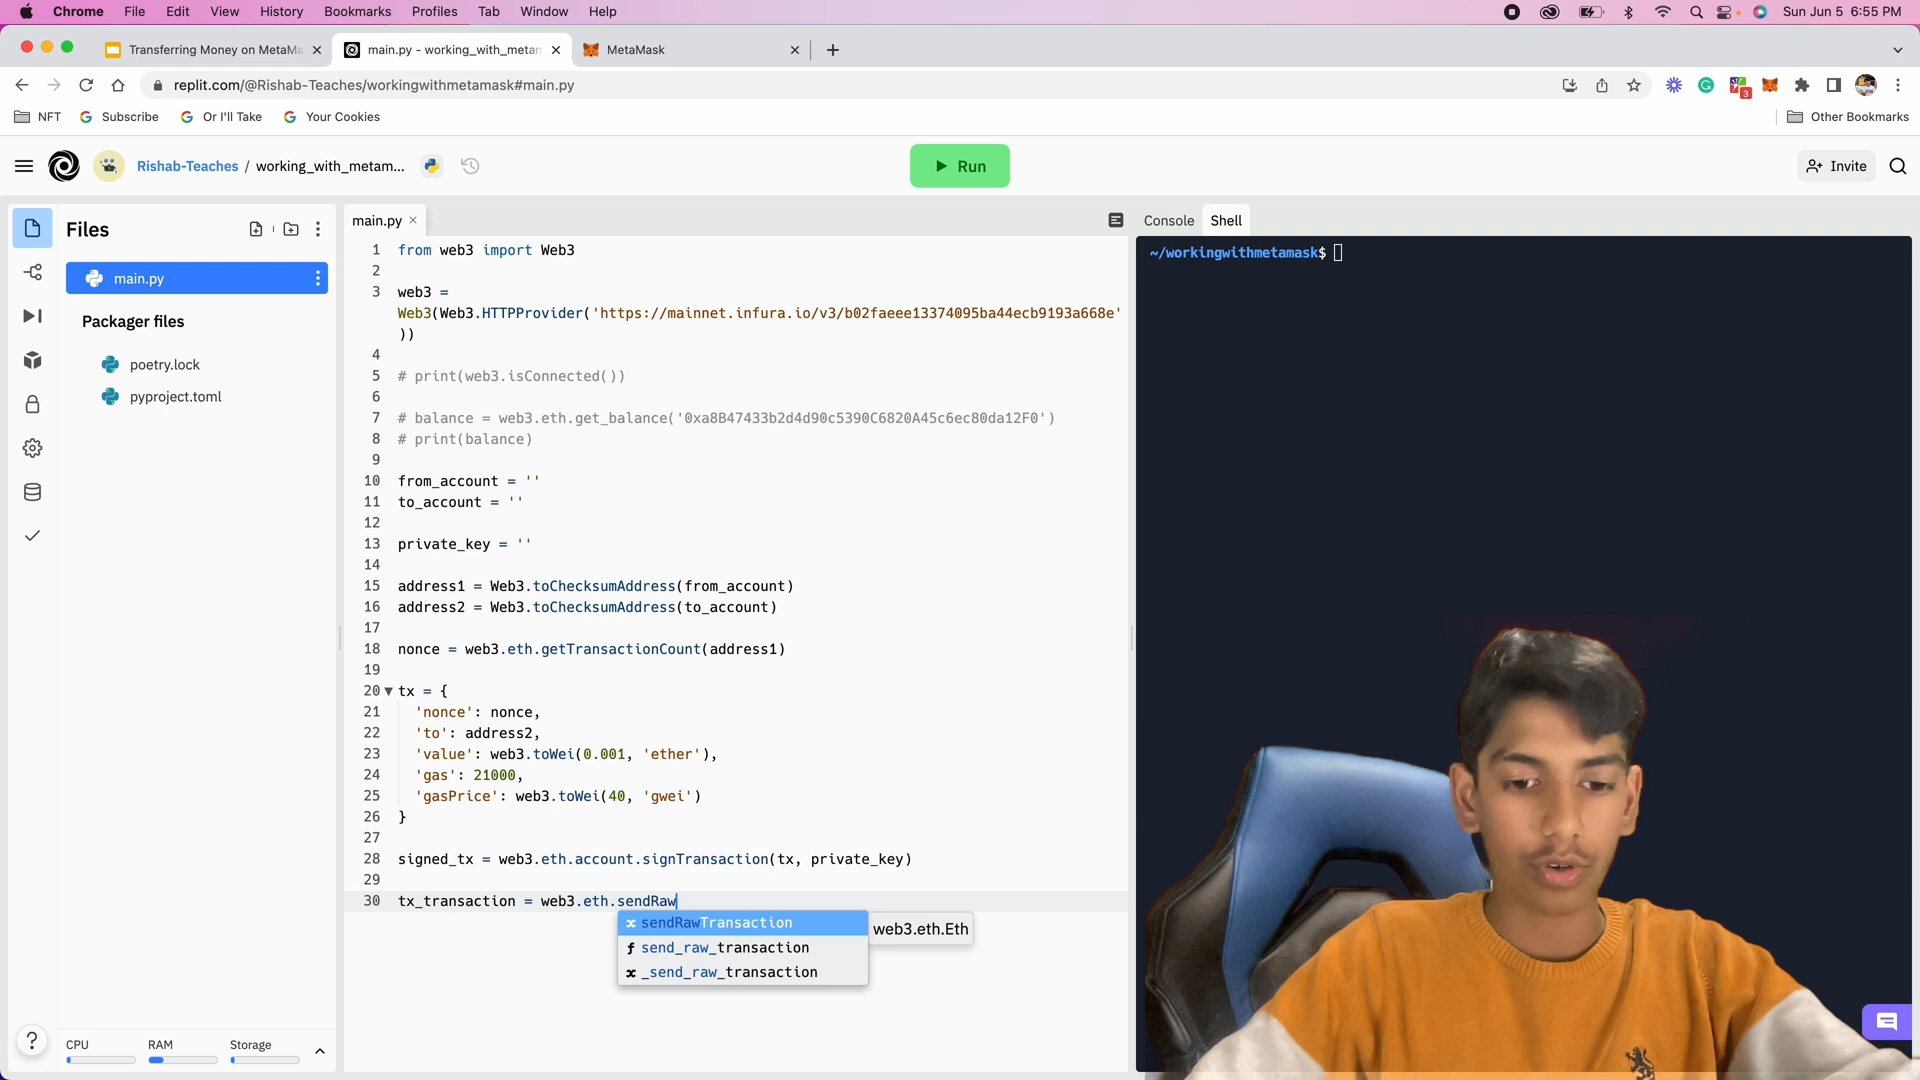 Chrome File Edit View History Bookmarks Profiles Tab Window Help Sun Jun 5 6:55 PM
Transferring Money on MetaMa main.py - working_with_metam MetaMask
replit.com/@Rishab-Teaches/workingwithmetamask#main.py 3
NFT Subscribe Or I'll Take Your Cookies Other Bookmarks
Rishab-Teaches / working_with_metam... Run Invite
Files
main.py
Packager files
poetry.lock
pyproject.toml
CPU RAM Storage
?
main.py
1 from web3 import Web3
2
3 web3 =
Web3(Web3.HTTPProvider('https://mainnet.infura.io/v3/b02faeee13374095ba44ecb9193a668e'
))
4
5 # print(web3.isConnected())
6
7 # balance = web3.eth.get_balance('0xa8B47433b2d4d90c5390C6820A45c6ec80da12F0')
8 # print(balance)
9
10 from_account = ''
11 to_account = ''
12
13 private_key = ''
14
15 address1 = Web3.toChecksumAddress(from_account)
16 address2 = Web3.toChecksumAddress(to_account)
17
18 nonce = web3.eth.getTransactionCount(address1)
19
20 tx = {
21 'nonce': nonce,
22 'to': address2,
23 'value': web3.toWei(0.001, 'ether'),
24 'gas': 21000,
25 'gasPrice': web3.toWei(40, 'gwei')
26 }
27
28 signed_tx = web3.eth.account.signTransaction(tx, private_key)
29
30 tx_transaction = web3.eth.sendRaw
x sendRawTransaction web3.eth.Eth
f send_raw_transaction
x _send_raw_transaction
Console Shell
~/workingwithmetamask$